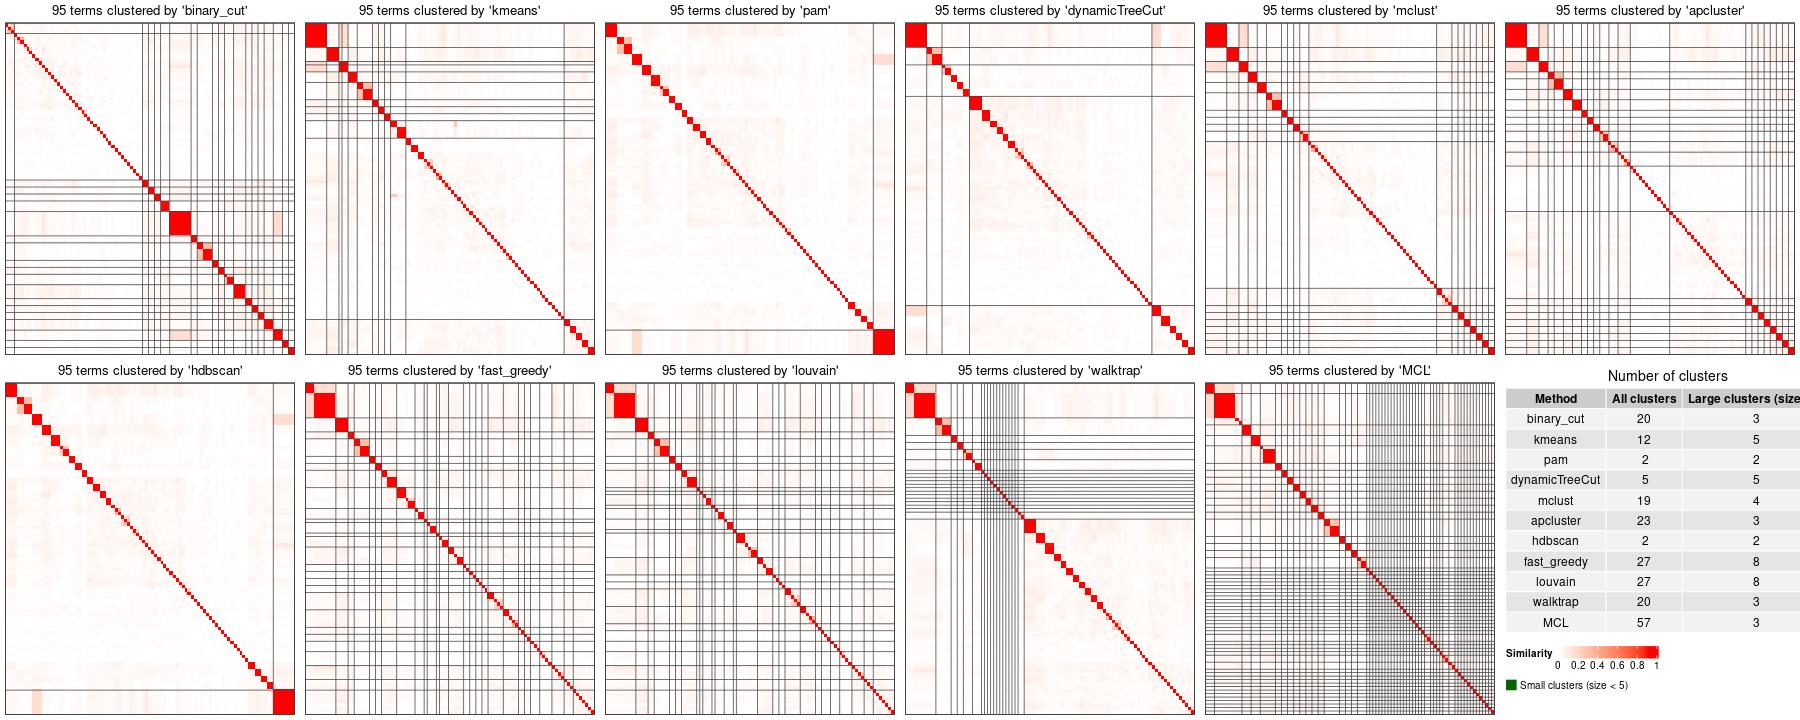 95 terms clustered by 'binary_cut'
95 terms clustered by 'kmeans'
95 terms clustered by 'pam'
95 terms clustered by 'dynamicTreeCut'
95 terms clustered by 'mclust'
95 terms clustered by 'apcluster'
95 terms clustered by 'hdbscan'
95 terms clustered by 'fast_greedy'
95 terms clustered by 'louvain'
95 terms clustered by 'walktrap'
95 terms clustered by 'MCL'
Number of clusters
Method All clusters Large clusters (size
binary_cut 20 3
kmeans 12 5
pam 2 2
dynamicTreeCut 5 5
mclust 19 4
apcluster 23 3
hdbscan 2 2
fast_greedy 27 8
louvain 27 8
walktrap 20 3
MCL 57 3
Similarity
0 0.2 0.4 0.6 0.8 1
Small clusters (size < 5)